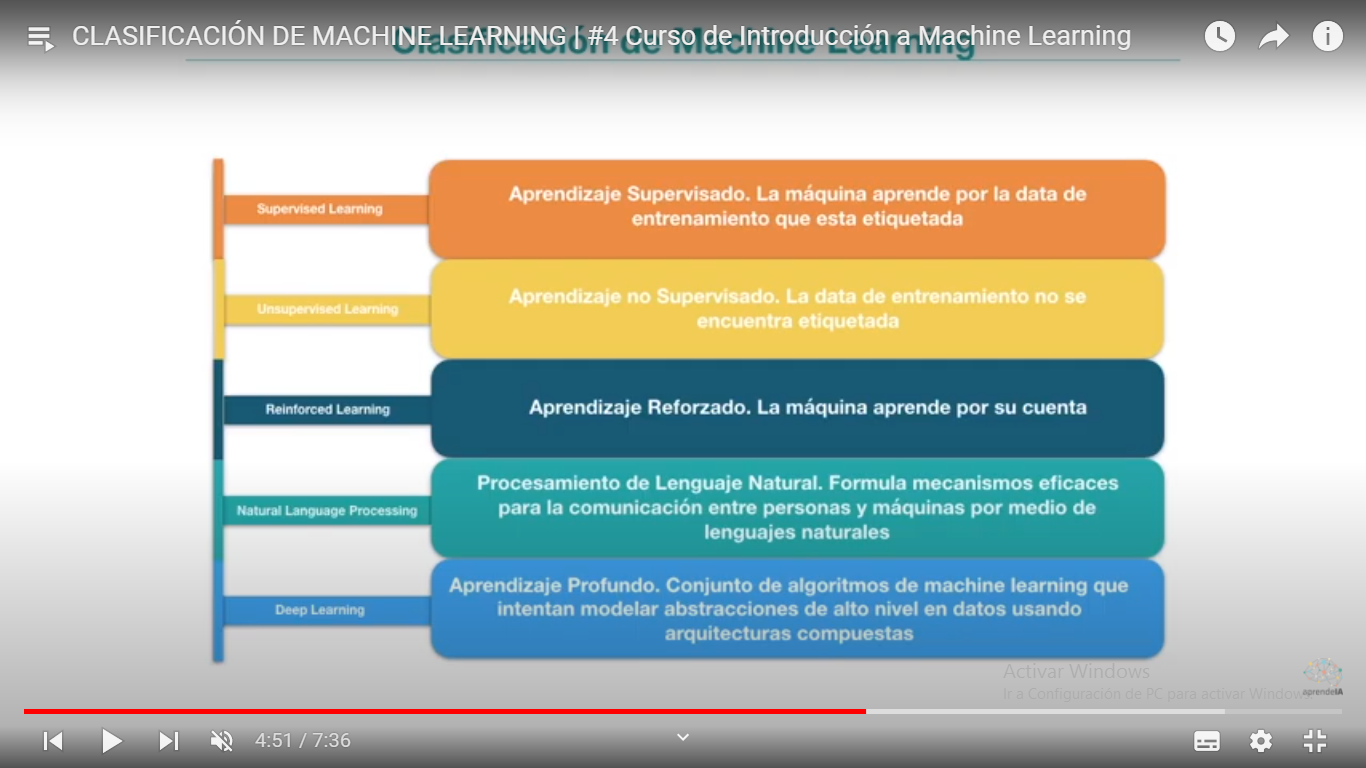 CLASIFICACIÓN DE MACHINE LEARNING | #4 Curso de Introducción a Machine Learning
Clasificación de Machine Learning
Supervised Learning
Aprendizaje Supervisado. La máquina aprende por la data de
entrenamiento que esta etiquetada
Unsupervised Learning
Aprendizaje no Supervisado. La data de entrenamiento no se
encuentra etiquetada
Reinforced Learning
Aprendizaje Reforzado. La máquina aprende por su cuenta
Natural Language Processing
Procesamiento de Lenguaje Natural. Formula mecanismos eficaces
para la comunicación entre personas y máquinas por medio de
lenguajes naturales
Deep Learning
Aprendizaje Profundo. Conjunto de algoritmos de machine learning que
intentan modelar abstracciones de alto nivel en datos usando
arquitecturas compuestas
Activar Windows
Ir a Configuración de PC para activar Windows.
aprendeIA
4:51 / 7:36